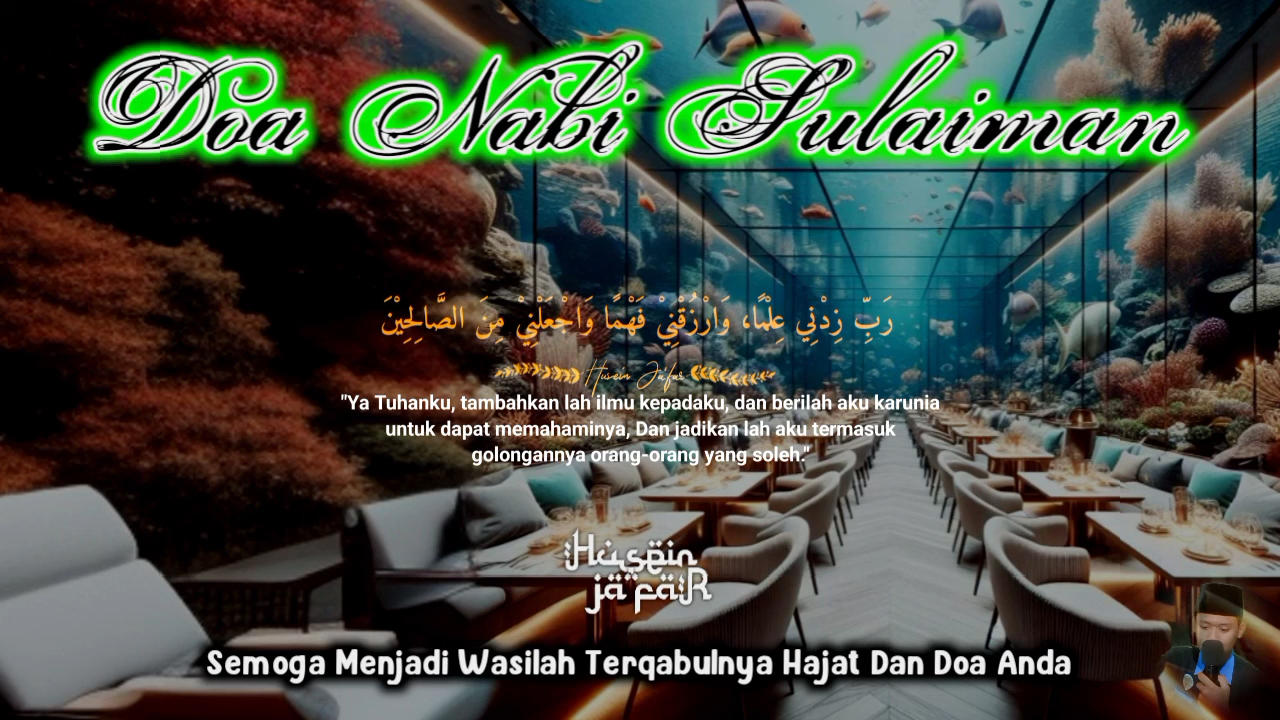 Doa Nabi Sulaiman
رَبِّ زِدْنِي عِلْمًا، وَارْزُقْنِيْ فَهْمًا وَاجْعَلْنِيْ مِنَ الصَّالِحِيْنَ
Husein Ja'far
"Ya Tuhanku, tambahkan lah ilmu kepadaku, dan berilah aku karunia
untuk dapat memahaminya, Dan jadikan lah aku termasuk
golongannya orang-orang yang soleh."
Husein
ja'faR
Semoga Menjadi Wasilah Terqabulnya Hajat Dan Doa Anda